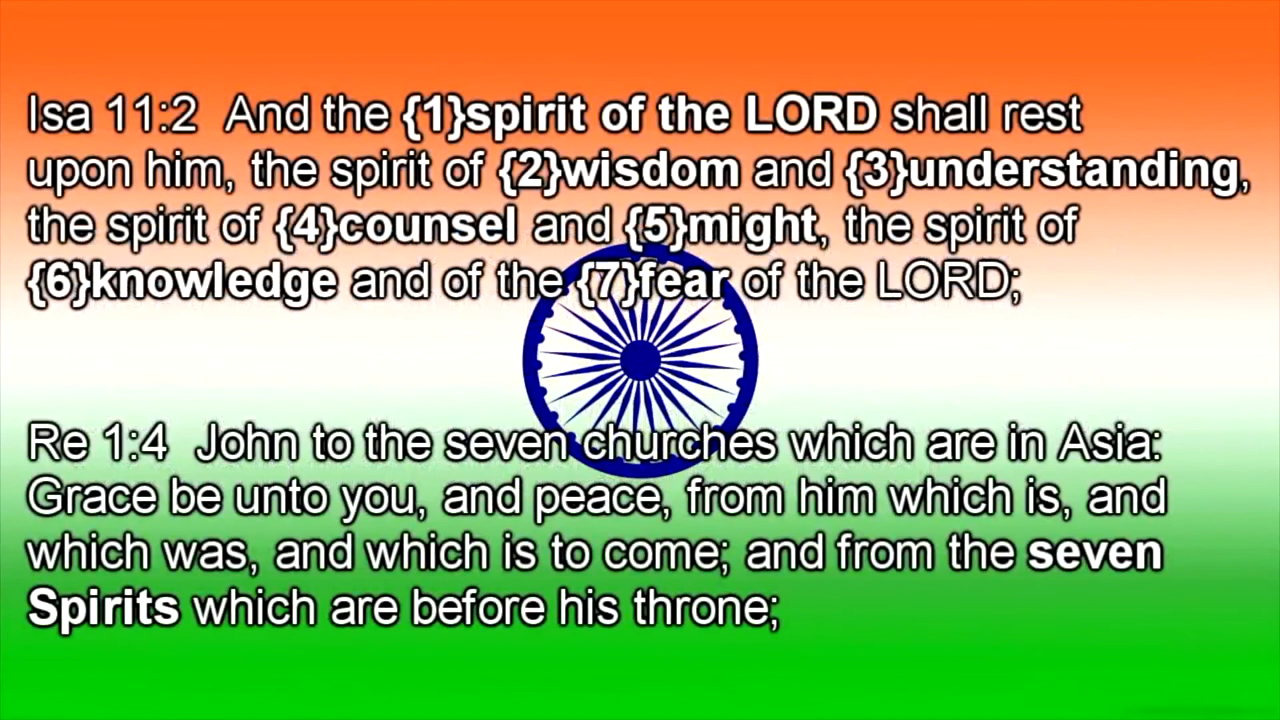 Isa 11:2  And the {1}spirit of the LORD shall rest
upon him, the spirit of {2}wisdom and {3}understanding,
the spirit of {4}counsel and {5}might, the spirit of
{6}knowledge and of the {7}fear of the LORD;
Re 1:4  John to the seven churches which are in Asia:
Grace be unto you, and peace, from him which is, and
which was, and which is to come; and from the seven
Spirits which are before his throne;